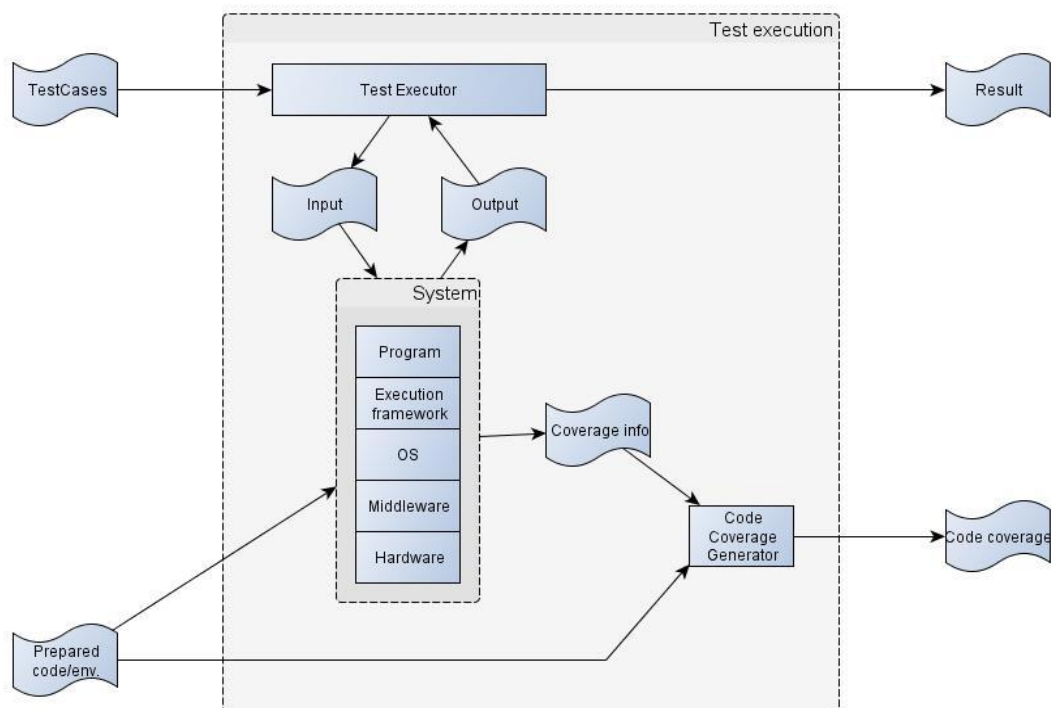 Test execution
TestCases
Test Executor
Result
Input
Output
System
Program
Execution
framework
OS
Middleware
Hardware
Coverage info
Code
Coverage
Generator
Code coverage
Prepared
code/env.